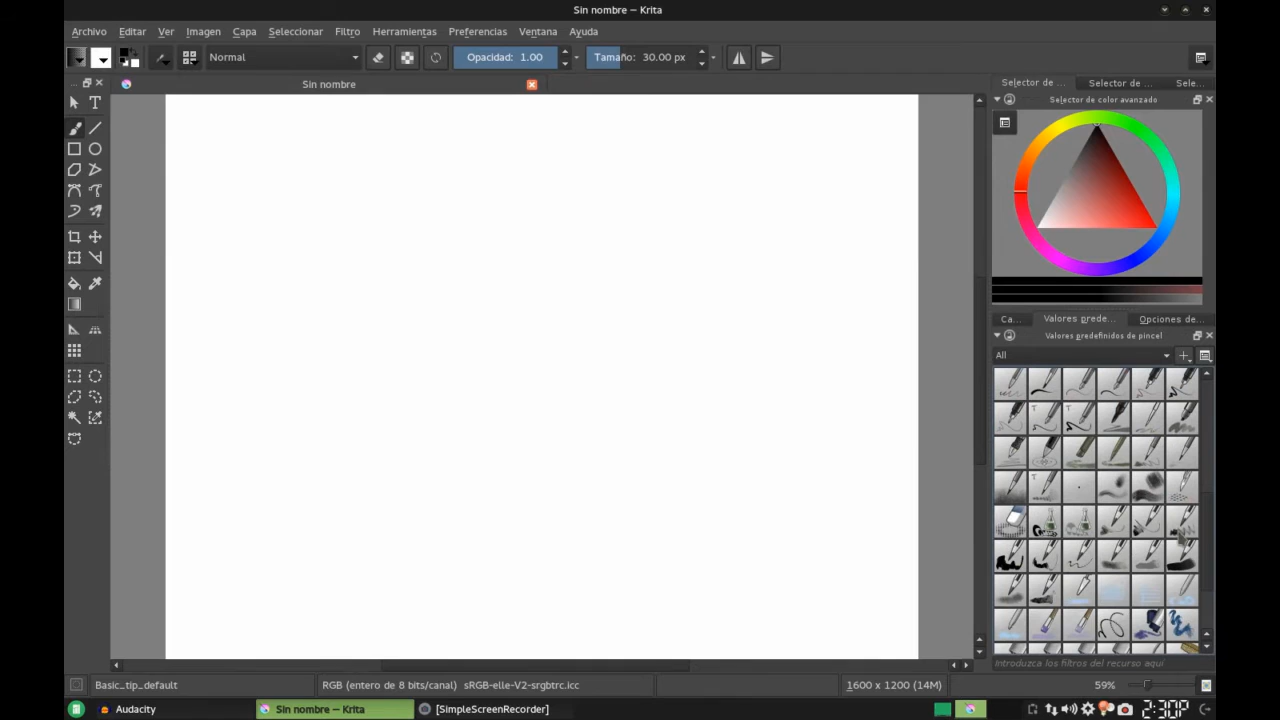 Sin nombre – Krita
Archivo Editar Ver Imagen Capa Seleccionar Filtro Herramientas Preferencias Ventana Ayuda
Normal Opacidad: 1.00 Tamaño: 30.00 px
Sin nombre
Selector de ... Selector de ... Sele...
Selector de color avanzado
Ca... Valores prede... Opciones de...
Valores predefinidos de pincel
All
Introduzca los filtros del recurso aquí
Basic_tip_default RGB (entero de 8 bits/canal) sRGB-elle-V2-srgbtrc.icc 1600 x 1200 (14M) 59%
Audacity Sin nombre – Krita [SimpleScreenRecorder] 2:30P